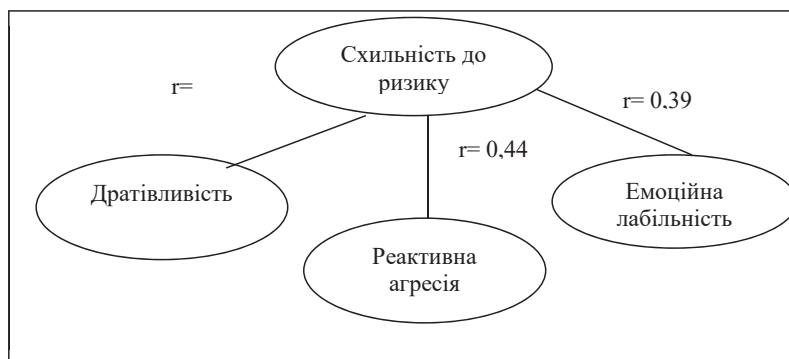 Схильність до
ризику
r=
r= 0,39
r= 0,44
Дратівливість
Емоційна
лабільність
Реактивна
агресія